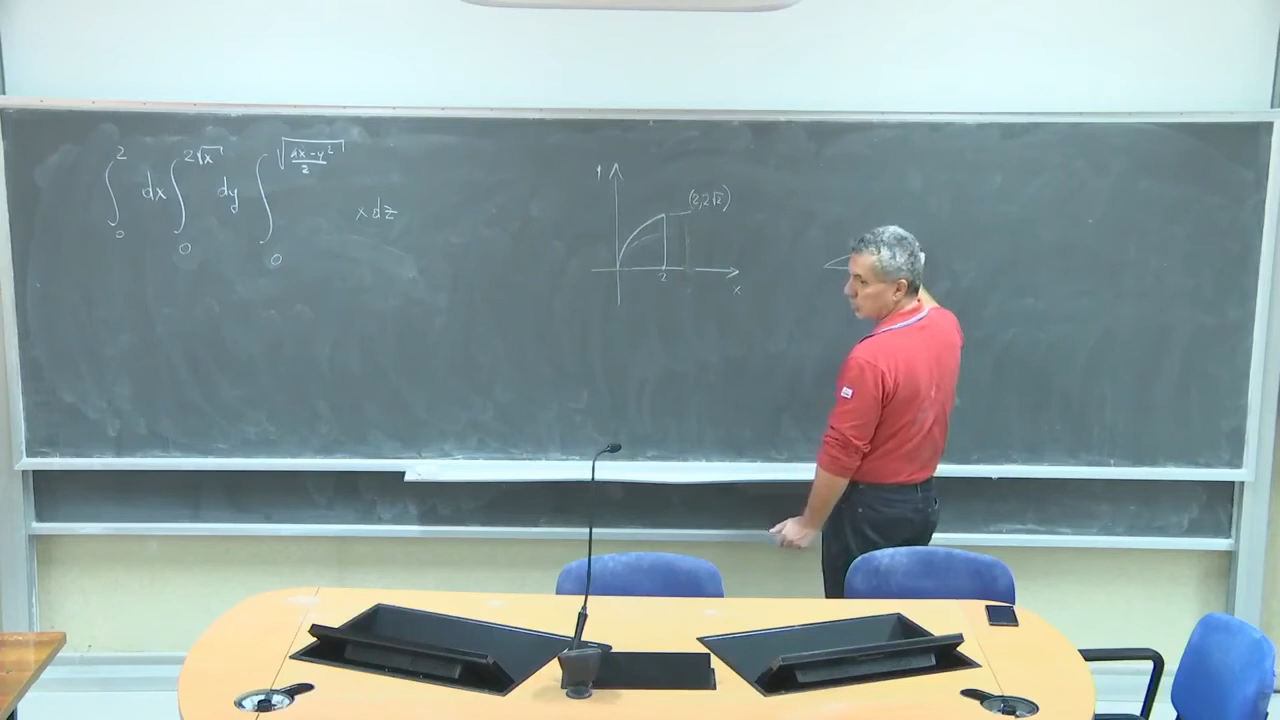 ∫₀² dx ∫₀^{2√x} dy ∫₀^{√((4x-y²)/2)} x dz
(2,2√2)
2
x